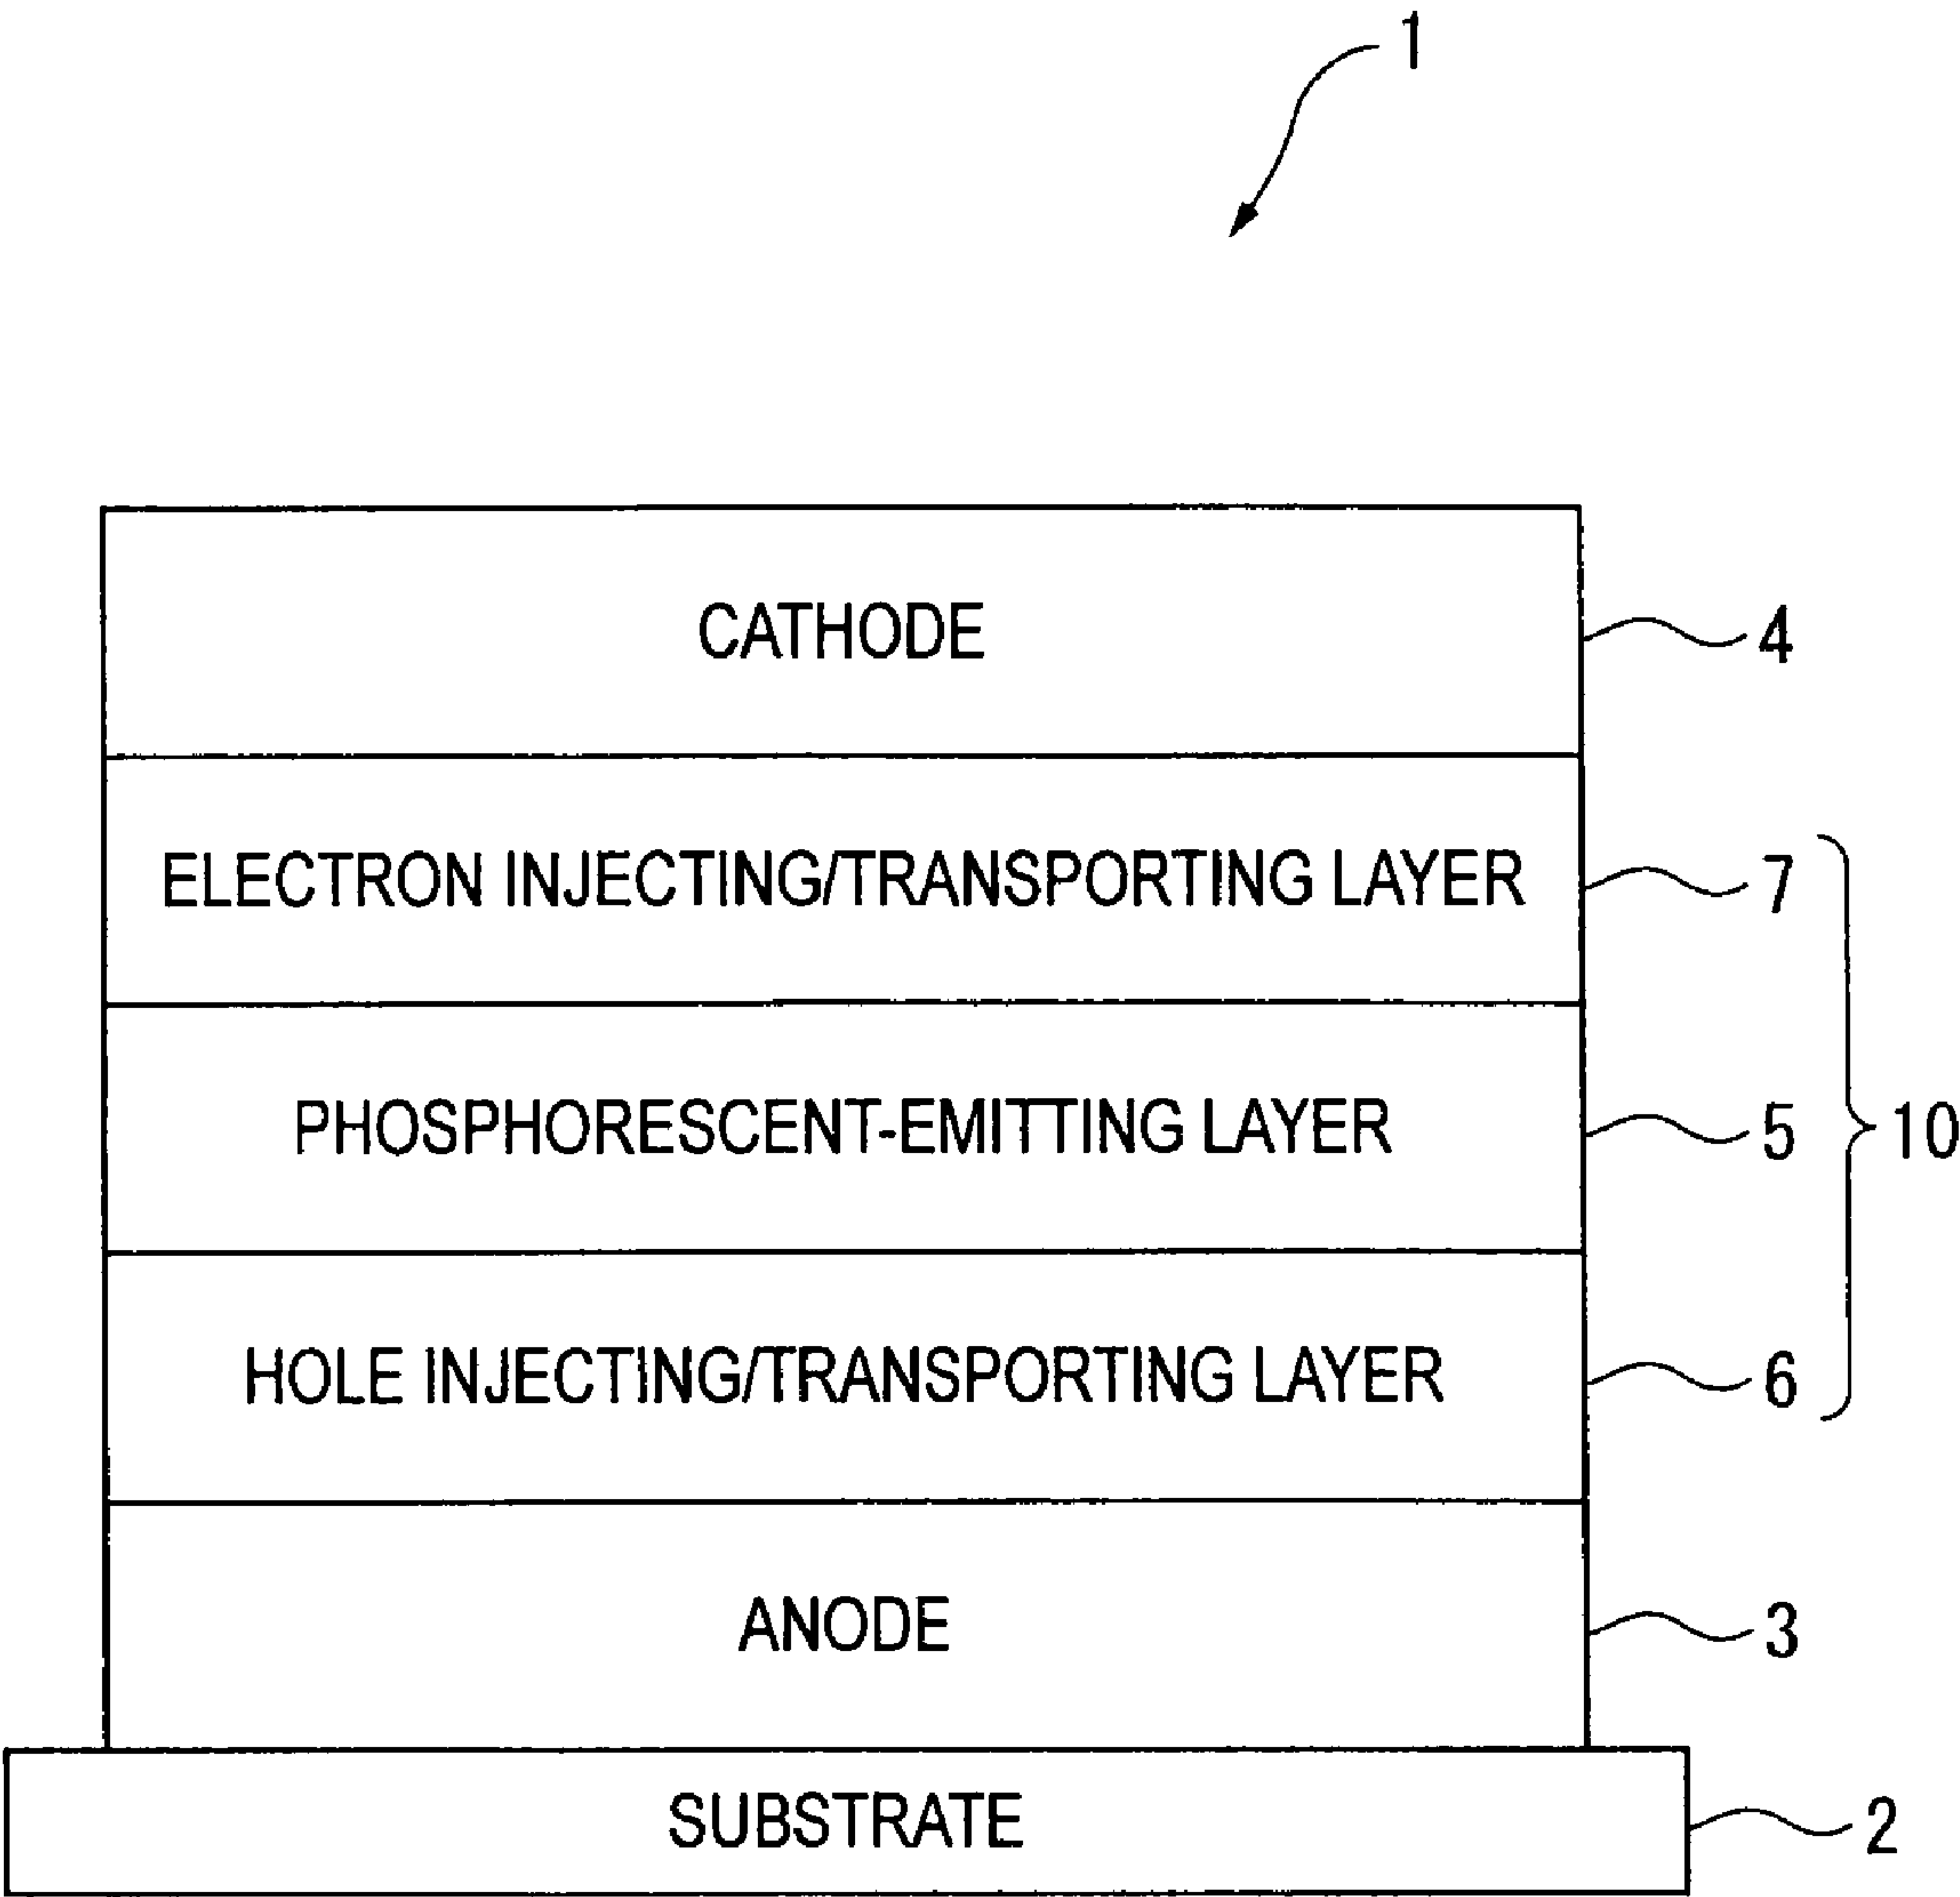 1
CATHODE 4
ELECTRON INJECTING/TRANSPORTING LAYER 7
PHOSPHORESCENT-EMITTING LAYER 5 10
HOLE INJECTING/TRANSPORTING LAYER 6
ANODE 3
SUBSTRATE 2